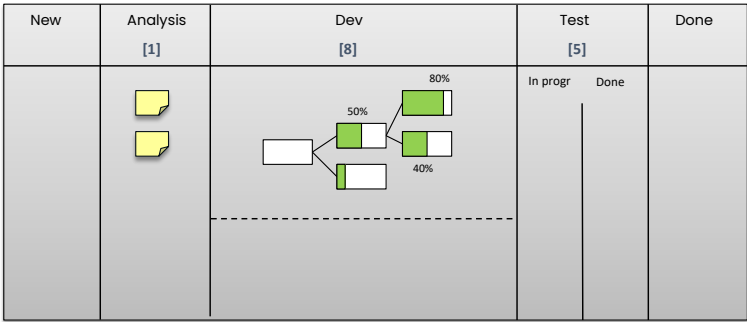 New
Analysis
[1]
Dev
[8]
Test
[5]
Done
In progr
Done
80%
50%
40%